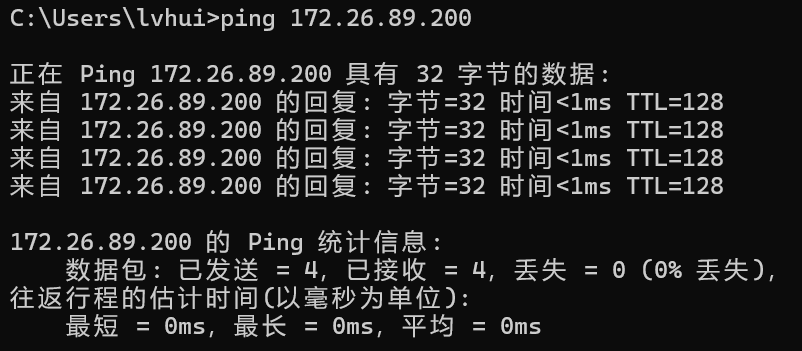 C:\Users\lvhui>ping 172.26.89.200
正在 Ping 172.26.89.200 具有 32 字节的数据:
来自 172.26.89.200 的回复: 字节=32 时间<1ms TTL=128
来自 172.26.89.200 的回复: 字节=32 时间<1ms TTL=128
来自 172.26.89.200 的回复: 字节=32 时间<1ms TTL=128
来自 172.26.89.200 的回复: 字节=32 时间<1ms TTL=128
172.26.89.200 的 Ping 统计信息:
数据包: 已发送 = 4, 已接收 = 4, 丢失 = 0 (0% 丢失),
往返行程的估计时间(以毫秒为单位):
最短 = 0ms, 最长 = 0ms, 平均 = 0ms